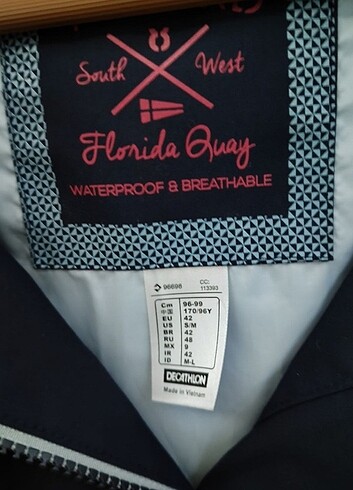 South West
Florida Quay
WATERPROOF & BREATHABLE
96698 CC: 113393
Cm 96-99
中国 170/96Y
EU 42
US S/M
BR 42
RU 48
MX 9
IR 42
ID M-L
DECATHLON
Made in Vietnam